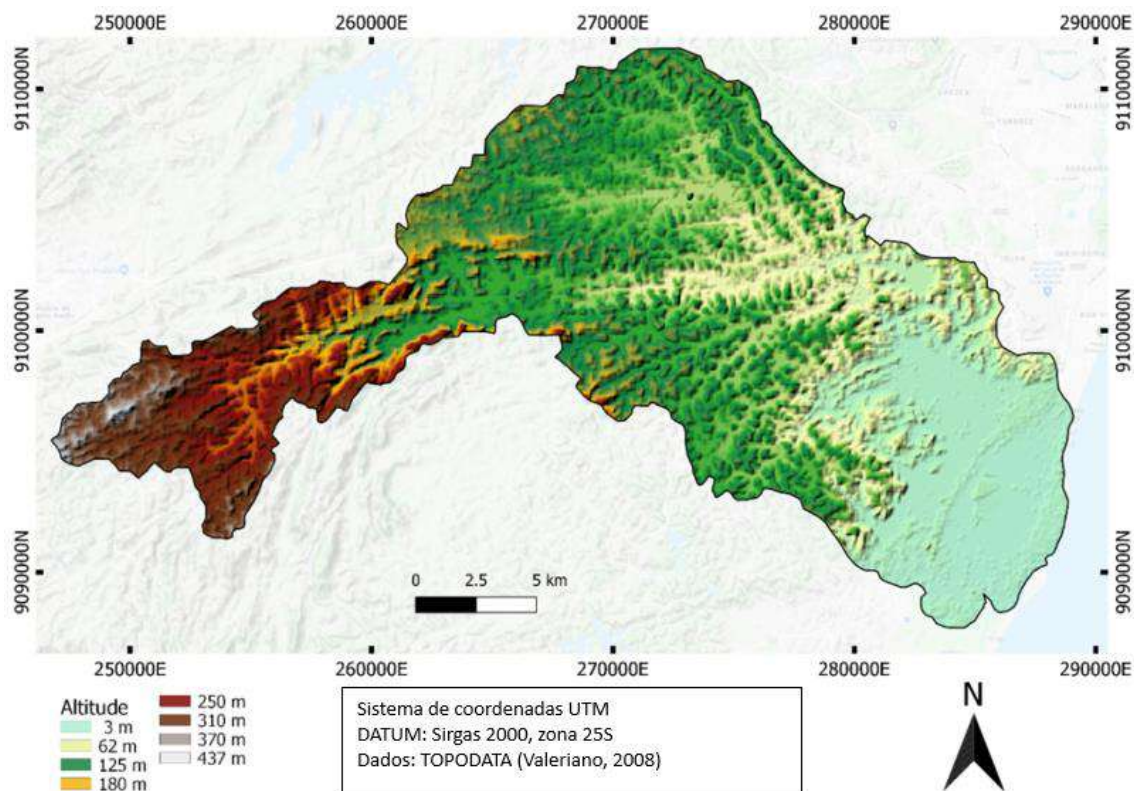 250000E 260000E 270000E 280000E 290000E
9110000N 9110000N
9100000N 9100000N
9090000N 9090000N
0 2.5 5 km
250000E 260000E 270000E 280000E 290000E
Altitude
3 m
62 m
125 m
180 m
250 m
310 m
370 m
437 m
Sistema de coordenadas UTM
DATUM: Sirgas 2000, zona 25S
Dados: TOPODATA (Valeriano, 2008)
N